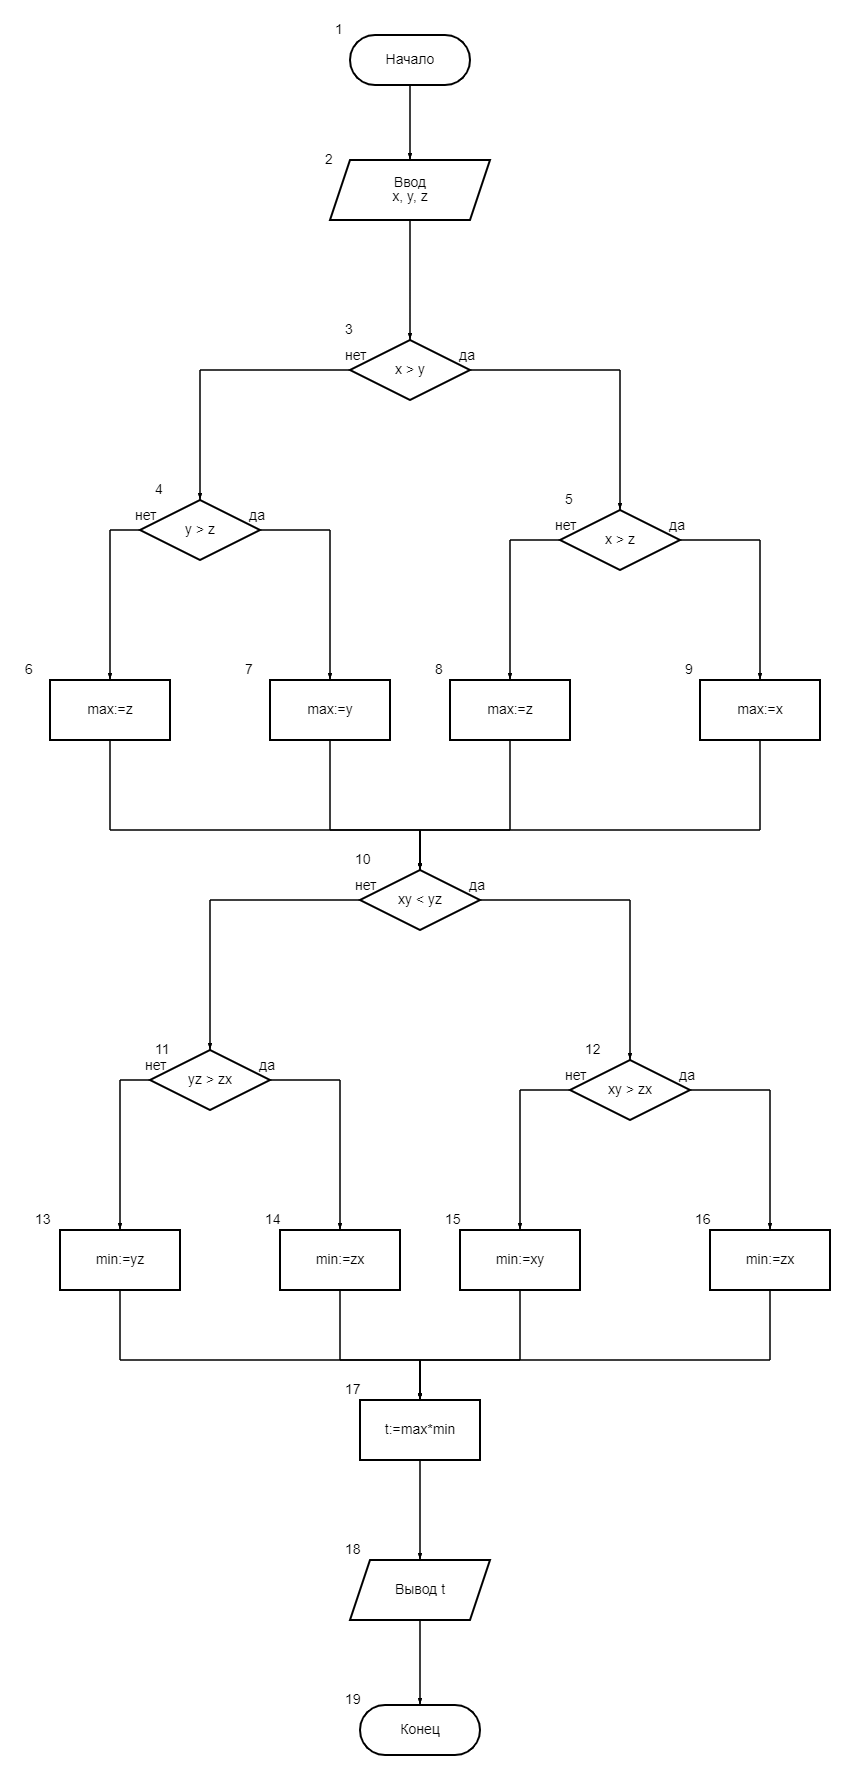 1
Начало
2
Ввод
x, y, z
3
нет
x > y
да
4
нет
y > z
да
5
нет
x > z
да
6
max:=z
7
max:=y
8
max:=z
9
max:=x
10
нет
xy < yz
да
11
нет
yz > zx
да
12
нет
xy > zx
да
13
min:=yz
14
min:=zx
15
min:=xy
16
min:=zx
17
t:=max*min
18
Вывод t
19
Конец